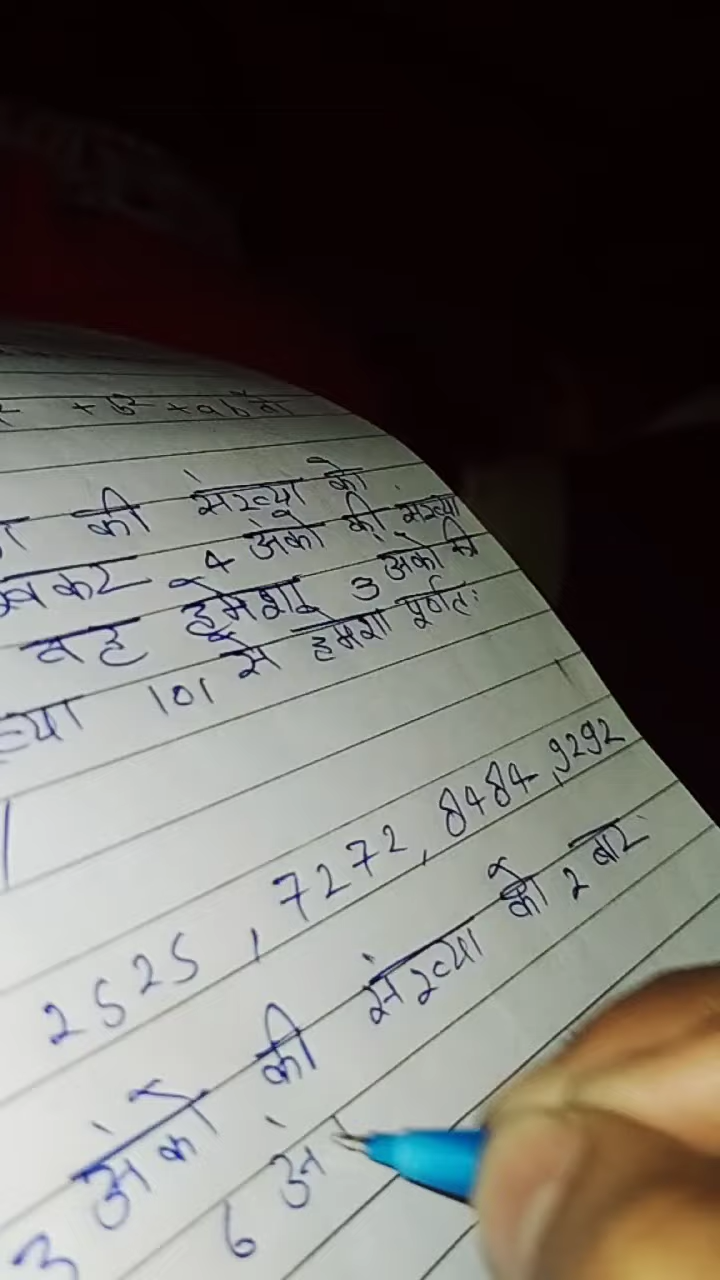 + b² + ab से
की संख्या को
4 अंको की संख्या
वह हमेशा 3 अंको की
ख्या 101 से हमेशा पूर्णतः
2525, 7272, 8484, 9292
3 अंको की संख्या को 2 बार
6 अं